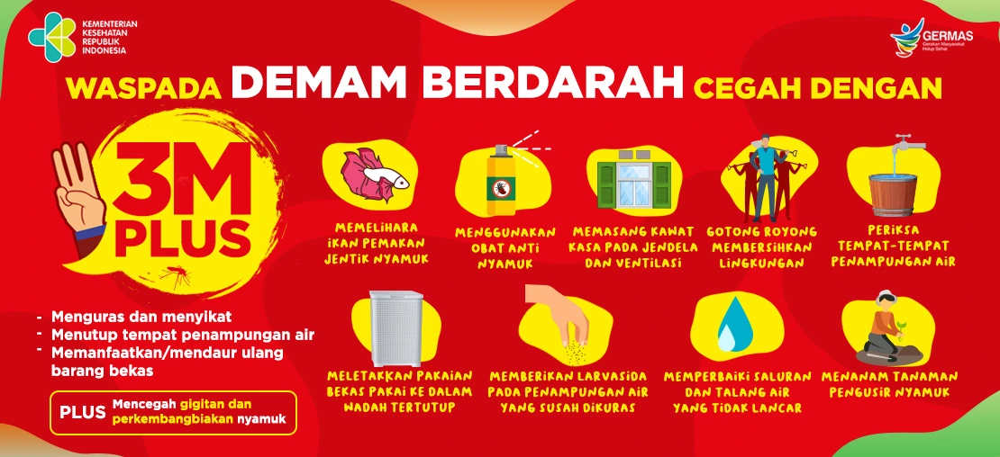 KEMENTERIAN
KESEHATAN
REPUBLIK
INDONESIA
GERMAS
Gerakan Masyarakat
Hidup Sehat
WASPADA DEMAM BERDARAH CEGAH DENGAN
3M
PLUS
- Menguras dan menyikat
- Menutup tempat penampungan air
- Memanfaatkan/mendaur ulang
barang bekas
PLUS Mencegah gigitan dan
perkembangbiakan nyamuk
MEMELIHARA
IKAN PEMAKAN
JENTIK NYAMUK
MENGGUNAKAN
OBAT ANTI
NYAMUK
MEMASANG KAWAT
KASA PADA JENDELA
DAN VENTILASI
GOTONG ROYONG
MEMBERSIHKAN
LINGKUNGAN
PERIKSA
TEMPAT-TEMPAT
PENAMPUNGAN AIR
MELETAKKAN PAKAIAN
BEKAS PAKAI KE DALAM
WADAH TERTUTUP
MEMBERIKAN LARVASIDA
PADA PENAMPUNGAN AIR
YANG SUSAH DIKURAS
MEMPERBAIKI SALURAN
DAN TALANG AIR
YANG TIDAK LANCAR
MENANAM TANAMAN
PENGUSIR NYAMUK